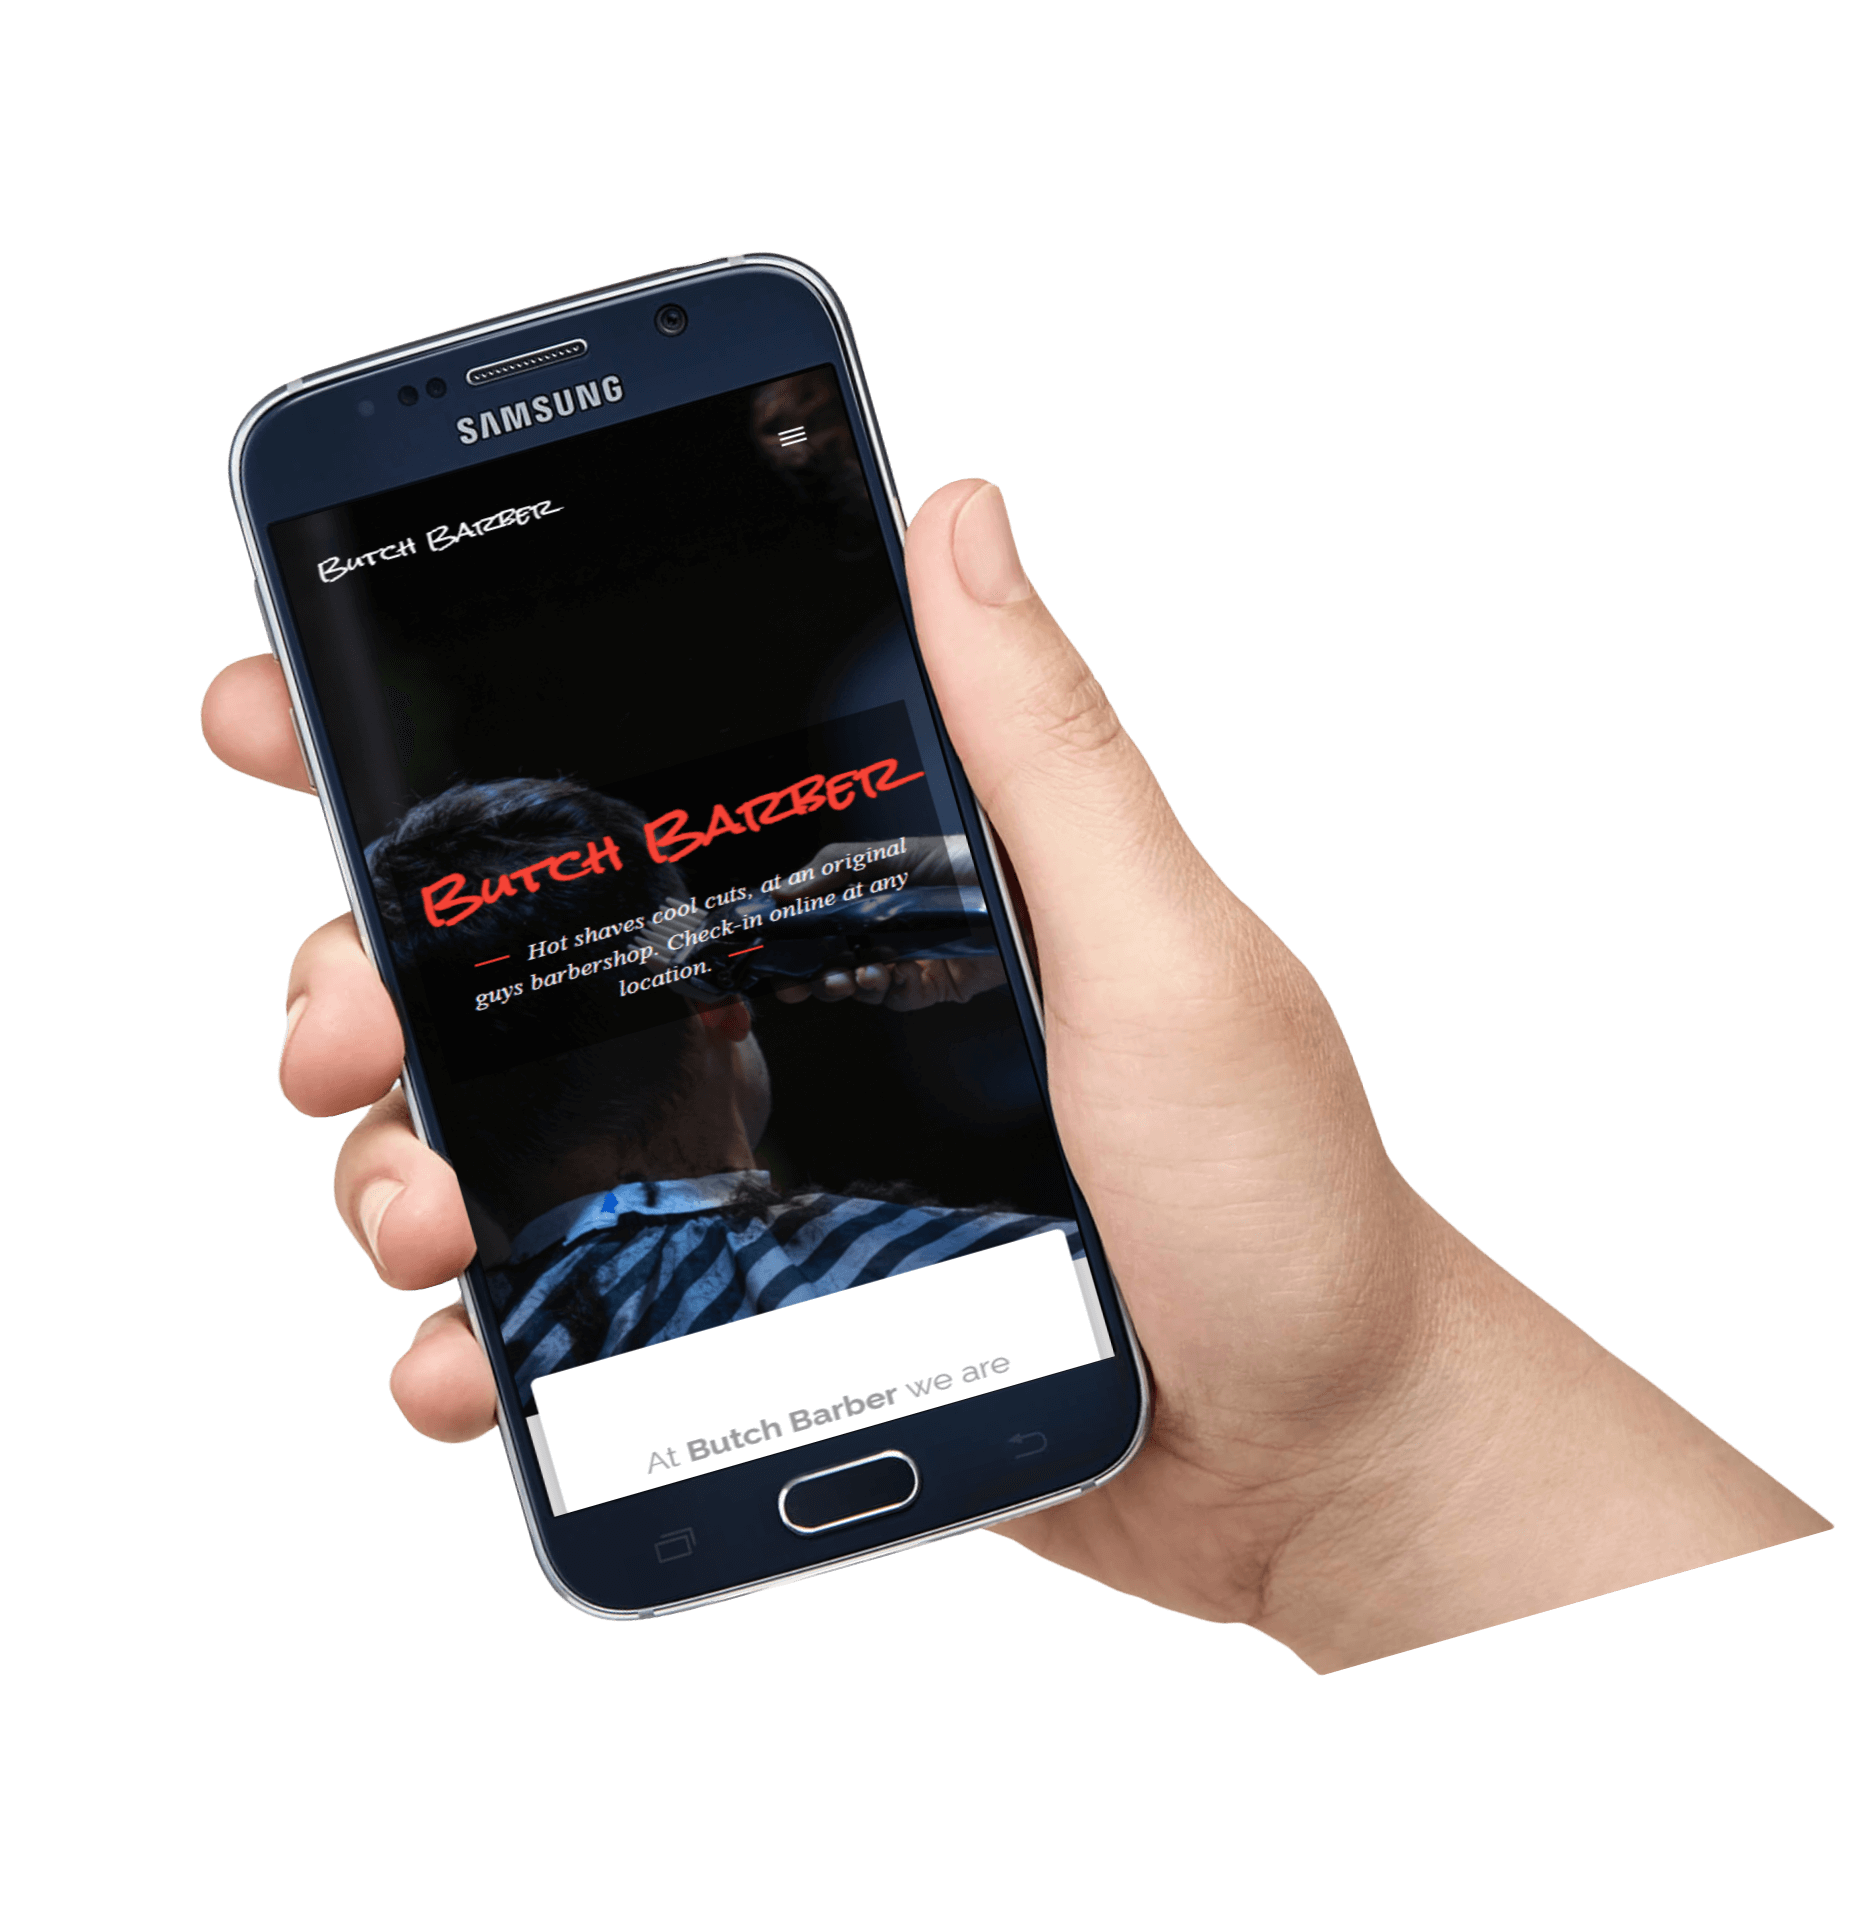 SAMSUNG
Butch Barber
Butch Barber
Hot shaves cool cuts, at an original
guys barbershop. Check-in online at any
location.
At Butch Barber we are